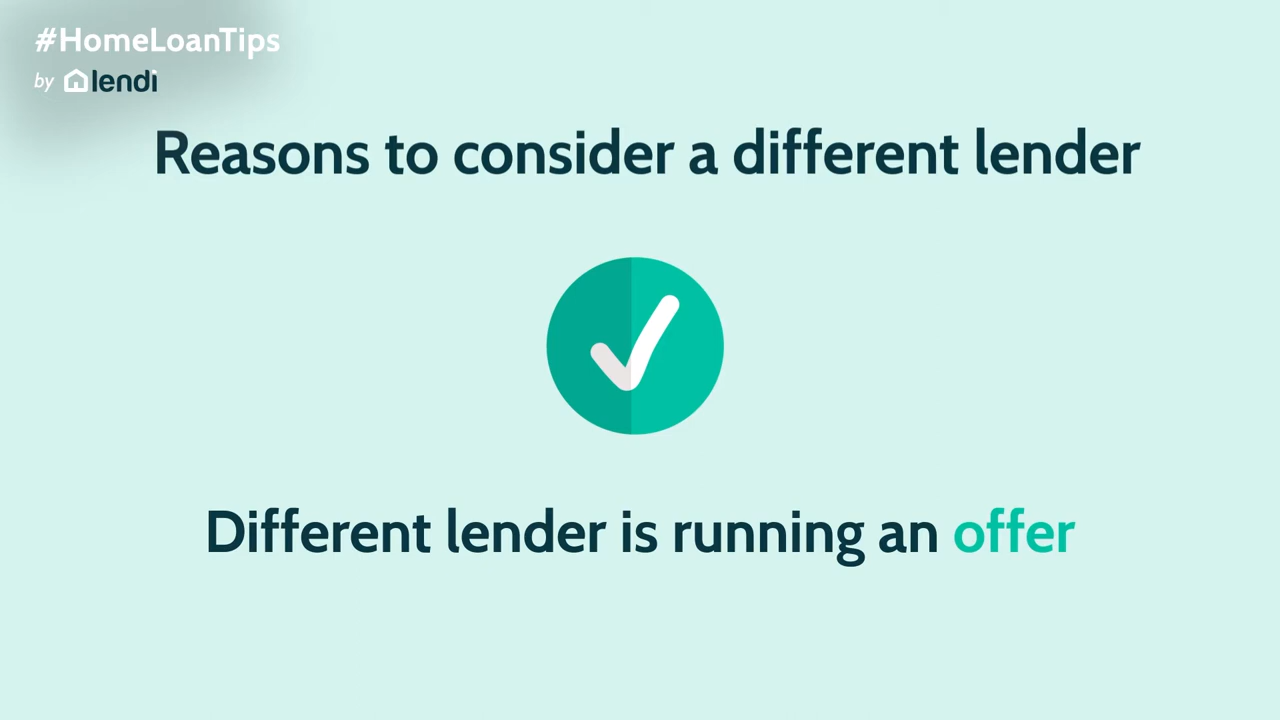 #HomeLoanTips
by lendi
Reasons to consider a different lender
Different lender is running an offer